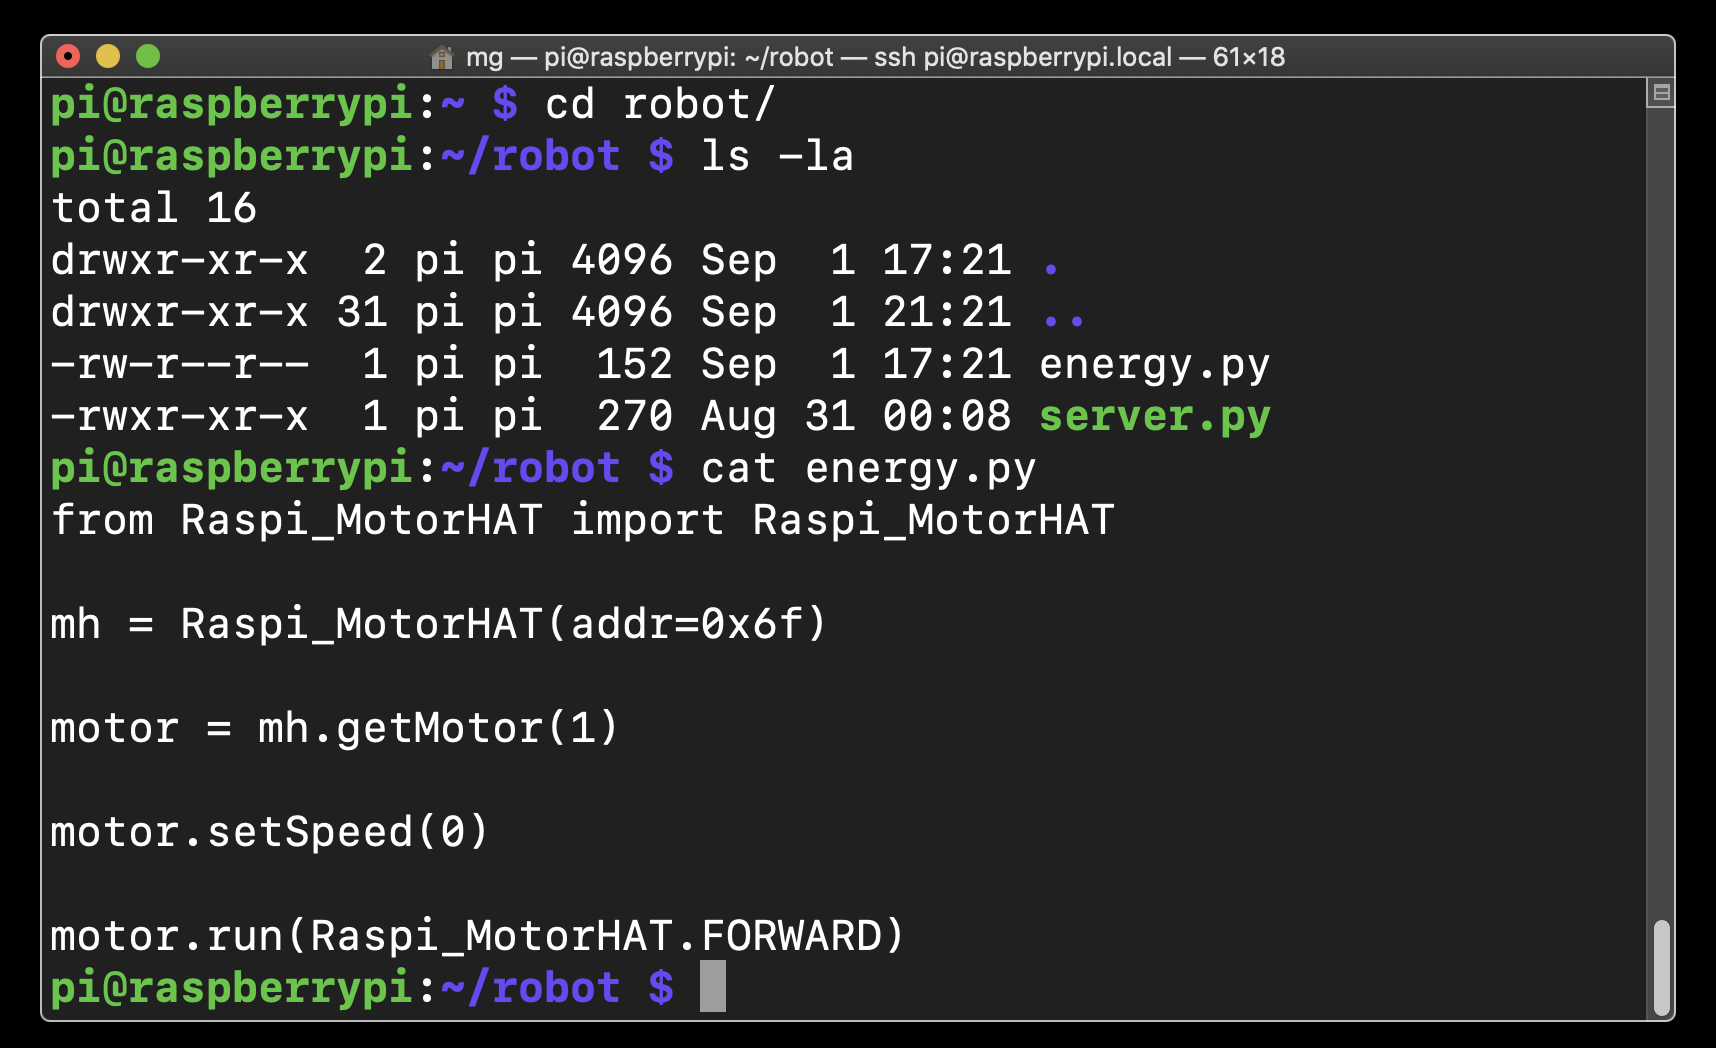 mg — pi@raspberrypi: ~/robot — ssh pi@raspberrypi.local — 61×18
pi@raspberrypi:~ $ cd robot/
pi@raspberrypi:~/robot $ ls -la
total 16
drwxr-xr-x  2 pi pi 4096 Sep  1 17:21 .
drwxr-xr-x 31 pi pi 4096 Sep  1 21:21 ..
-rw-r--r--  1 pi pi  152 Sep  1 17:21 energy.py
-rwxr-xr-x  1 pi pi  270 Aug 31 00:08 server.py
pi@raspberrypi:~/robot $ cat energy.py
from Raspi_MotorHAT import Raspi_MotorHAT
mh = Raspi_MotorHAT(addr=0x6f)
motor = mh.getMotor(1)
motor.setSpeed(0)
motor.run(Raspi_MotorHAT.FORWARD)
pi@raspberrypi:~/robot $